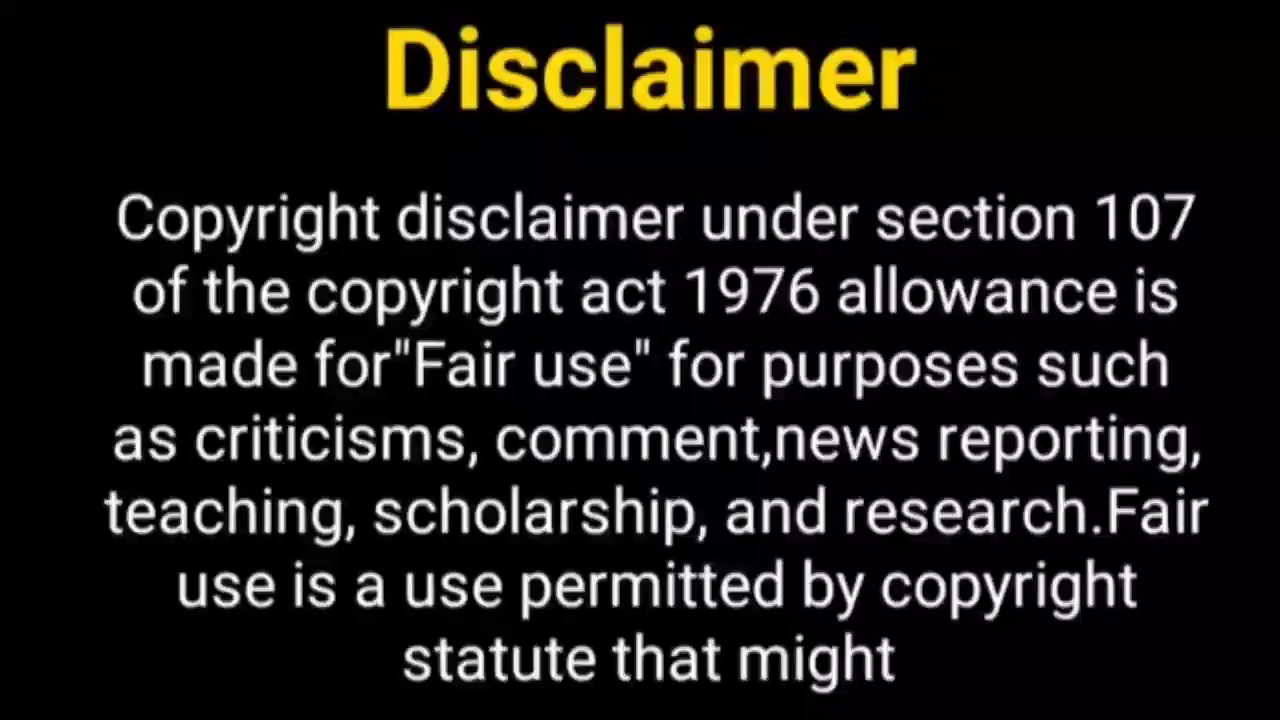 Disclaimer
Copyright disclaimer under section 107
of the copyright act 1976 allowance is
made for"Fair use" for purposes such
as criticisms, comment,news reporting,
teaching, scholarship, and research.Fair
use is a use permitted by copyright
statute that might